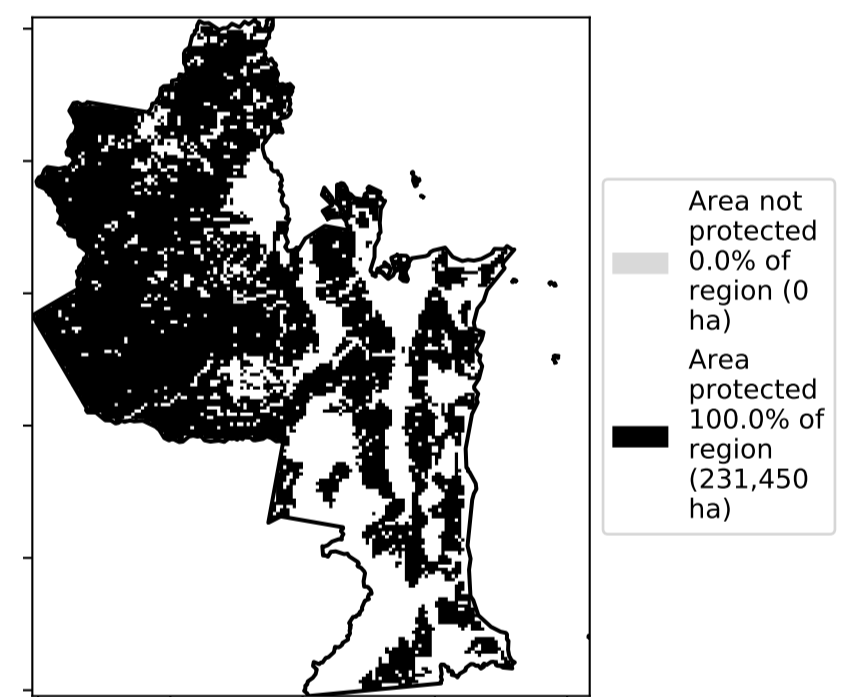 Area not
protected
0.0% of
region (0
ha)
Area
protected
100.0% of
region
(231,450
ha)